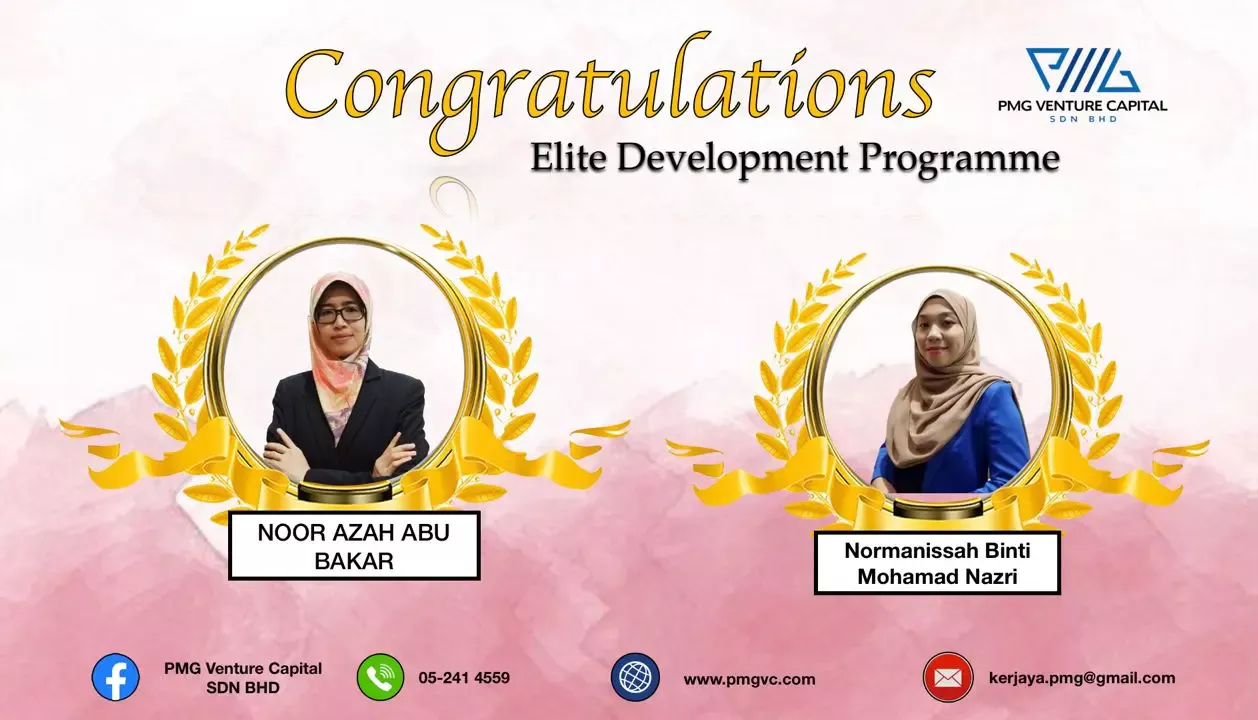 Congratulations
PMG
PMG VENTURE CAPITAL
SDN BHD
Elite Development Programme
NOOR AZAH ABU
BAKAR
Normanissah Binti
Mohamad Nazri
PMG Venture Capital
SDN BHD
05-241 4559
www.pmgvc.com
kerjaya.pmg@gmail.com